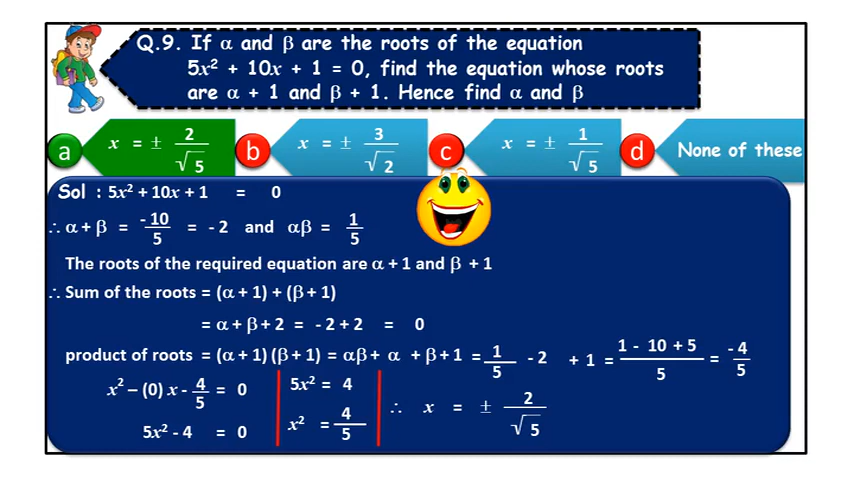 Q.9. If α and β are the roots of the equation
5x² + 10x + 1 = 0, find the equation whose roots
are α + 1 and β + 1. Hence find α and β
a x = ± 2/√5 b x = ± 3/√2 c x = ± 1/√5 d None of these
Sol : 5x² + 10x + 1 = 0
∴ α + β = -10/5 = - 2 and αβ = 1/5
The roots of the required equation are α + 1 and β + 1
∴ Sum of the roots = (α + 1) + (β + 1)
= α + β + 2 = - 2 + 2 = 0
product of roots = (α + 1) (β + 1) = αβ + α + β + 1 = 1/5 - 2 + 1 = (1 - 10 + 5)/5 = -4/5
x² – (0) x - 4/5 = 0
5x² - 4 = 0
5x² = 4
x² = 4/5
∴ x = ± 2/√5